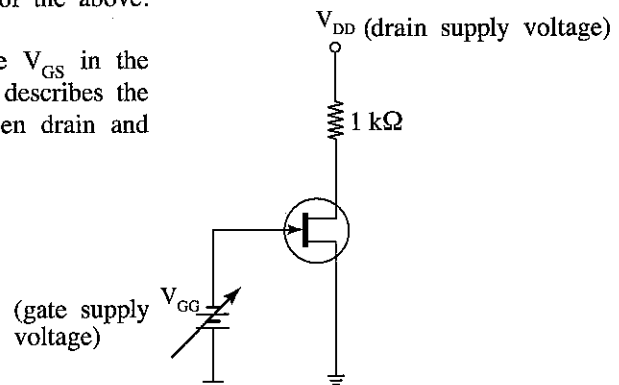 of the above.
V_DD (drain supply voltage)
e V_GS in the
describes the
en drain and
1 kΩ
V_GG
(gate supply
voltage)